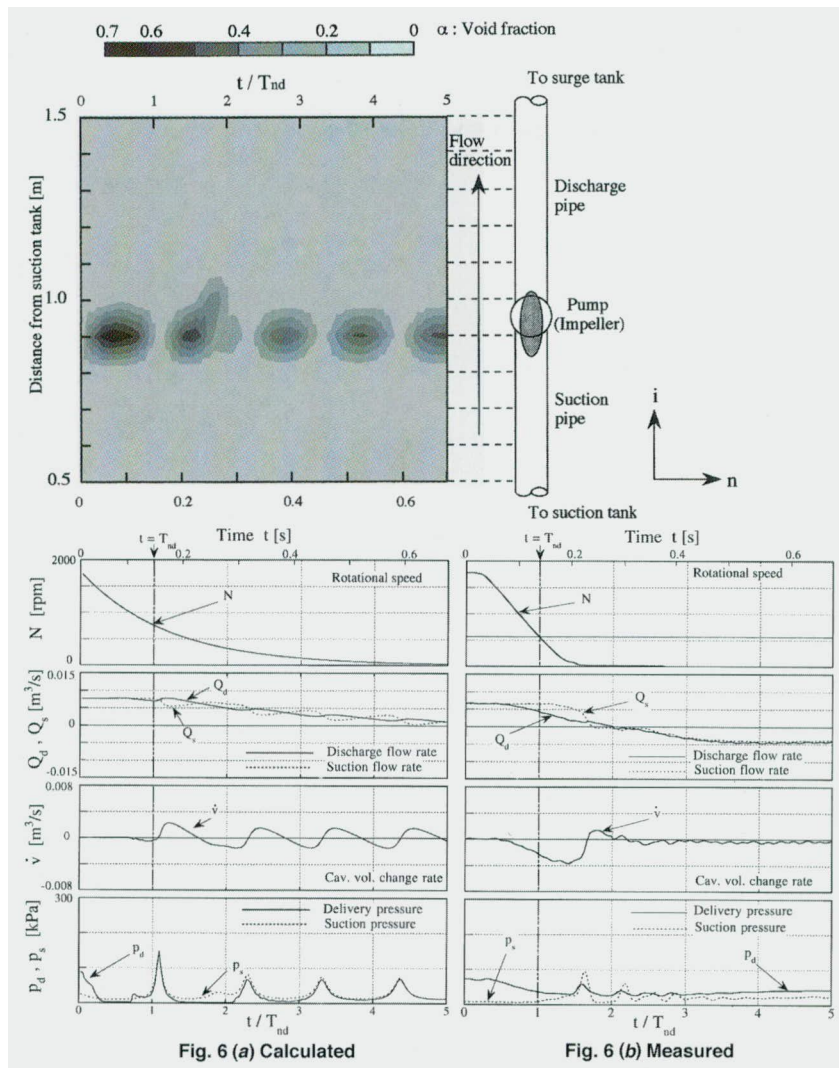 0.7 0.6 0.4 0.2 0 α : Void fraction
t / Tnd
0 1 2 3 4 5
To surge tank
1.5
Flow
direction
Discharge
pipe
Distance from suction tank [m]
1.0
Pump
(Impeller)
Suction
pipe
i
n
0.5
0 0.2 0.4 0.6
To suction tank
t = Tnd
Time t [s]
0 0.2 0.4 0.6
2000
N [rpm]
0
Rotational speed
N
0.015
Qd , Qs [m³/s]
0
-0.015
Qd
Qs
Discharge flow rate
Suction flow rate
0.008
v̇ [m³/s]
0
-0.008
v̇
Cav. vol. change rate
300
pd , ps [kPa]
0
Delivery pressure
Suction pressure
pd
ps
0 1 2 3 4 5
t / Tnd
Fig. 6 (a) Calculated
Time t [s]
t = Tnd
0 0.2 0.4 0.6
Rotational speed
N
Qs
Qd
Discharge flow rate
Suction flow rate
v̇
Cav. vol. change rate
Delivery pressure
Suction pressure
ps
pd
0 1 2 3 4 5
t / Tnd
Fig. 6 (b) Measured